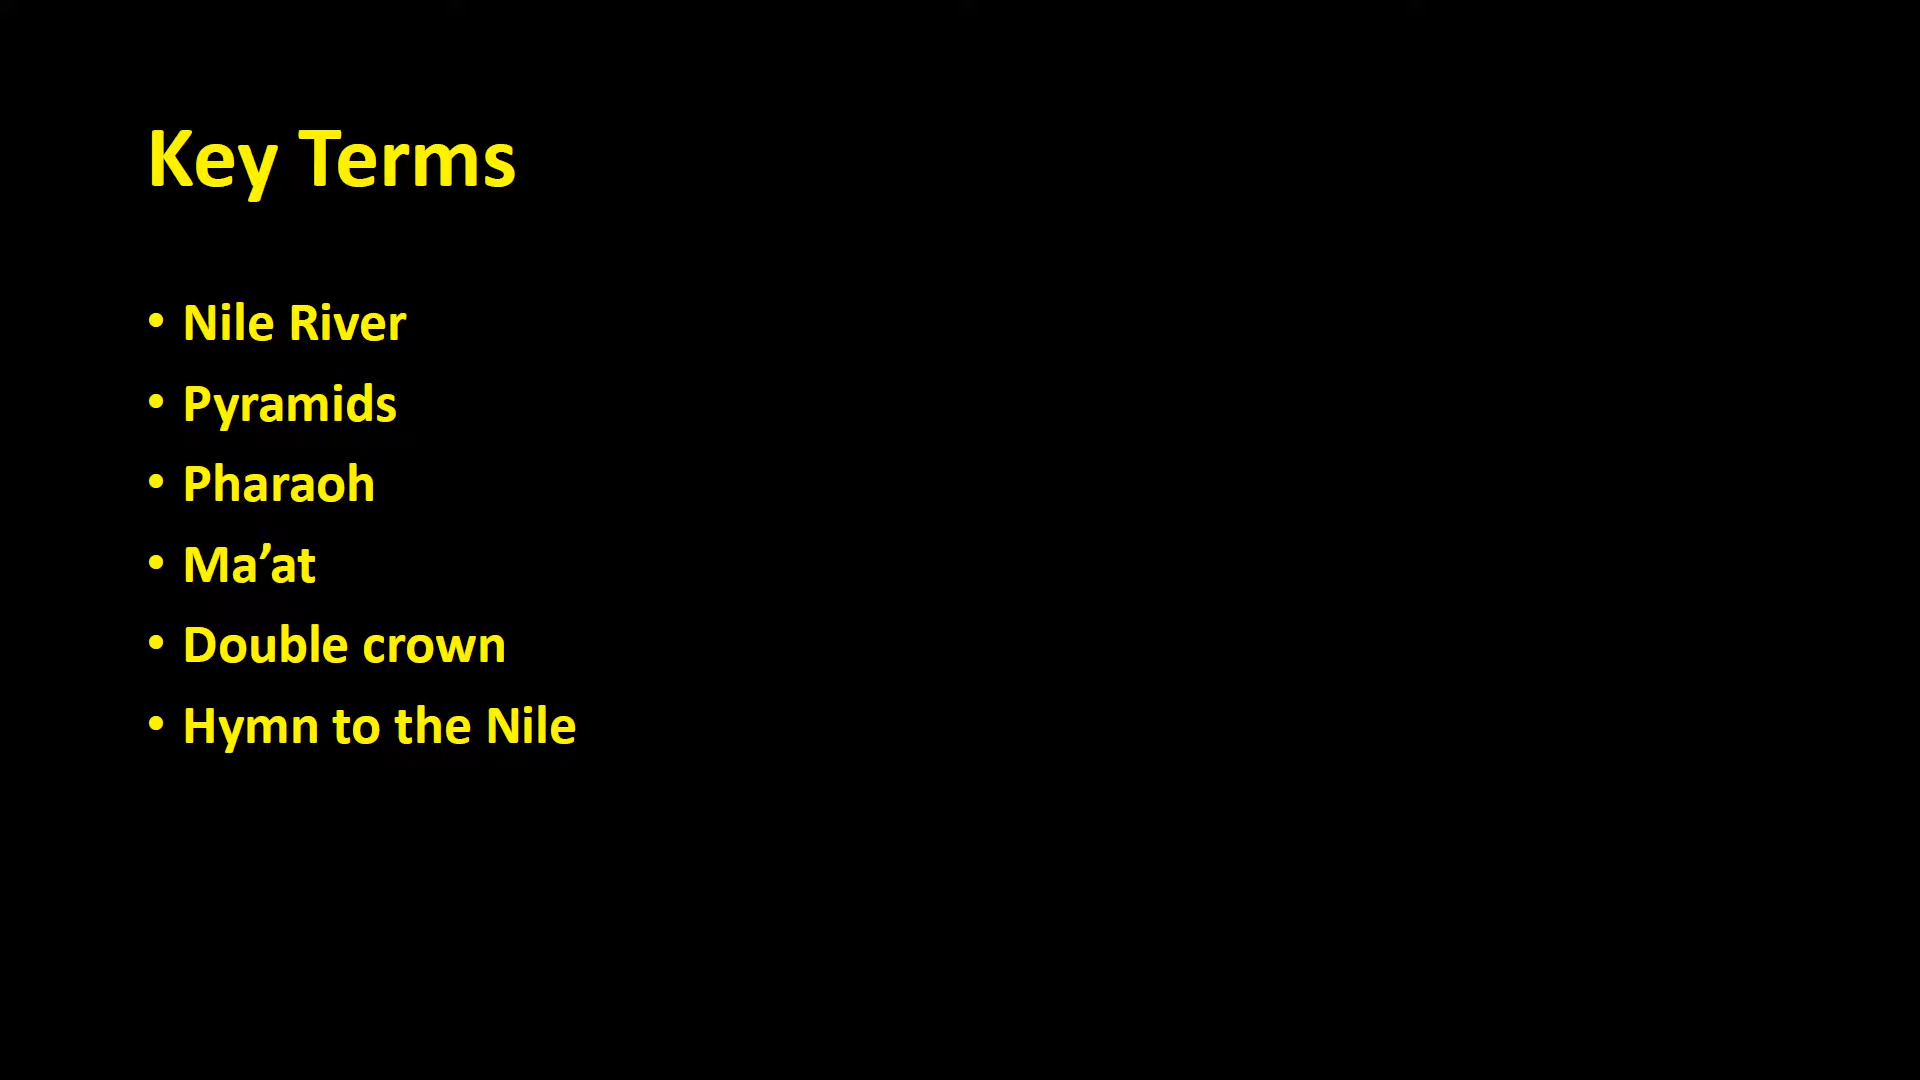 Key Terms
• Nile River
• Pyramids
• Pharaoh
• Ma’at
• Double crown
• Hymn to the Nile